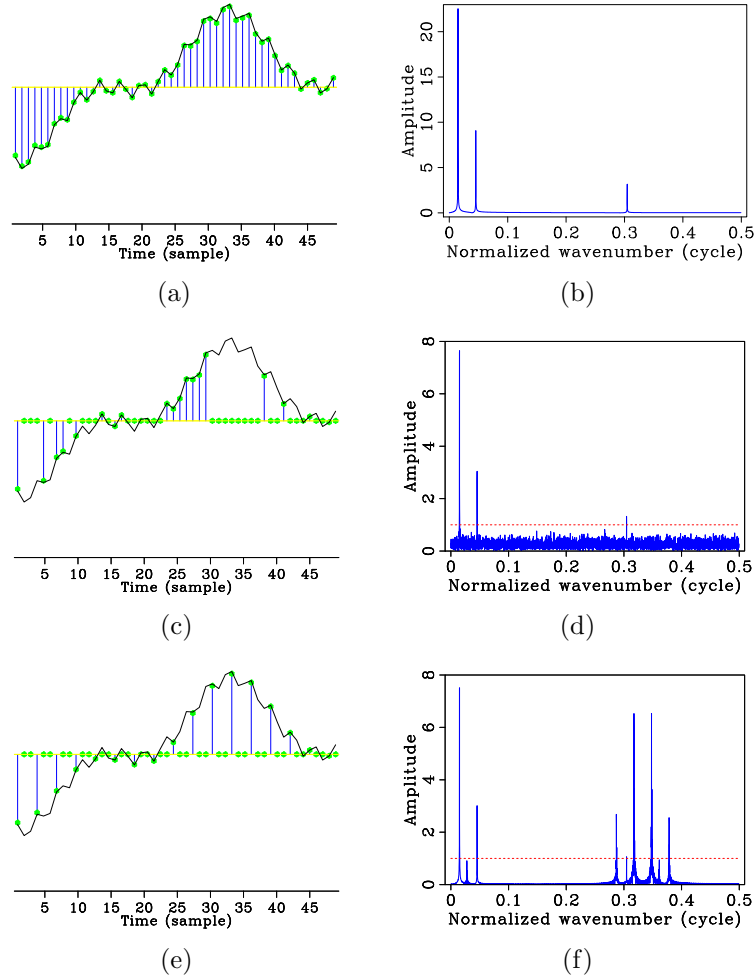 5 10 15 20 25 30 35 40 45
Time (sample)
(a)
Amplitude
0 5 10 15 20
0 0.1 0.2 0.3 0.4 0.5
Normalized wavenumber (cycle)
(b)
5 10 15 20 25 30 35 40 45
Time (sample)
(c)
Amplitude
0 2 4 6 8
0 0.1 0.2 0.3 0.4 0.5
Normalized wavenumber (cycle)
(d)
5 10 15 20 25 30 35 40 45
Time (sample)
(e)
Amplitude
0 2 4 6 8
0 0.1 0.2 0.3 0.4 0.5
Normalized wavenumber (cycle)
(f)